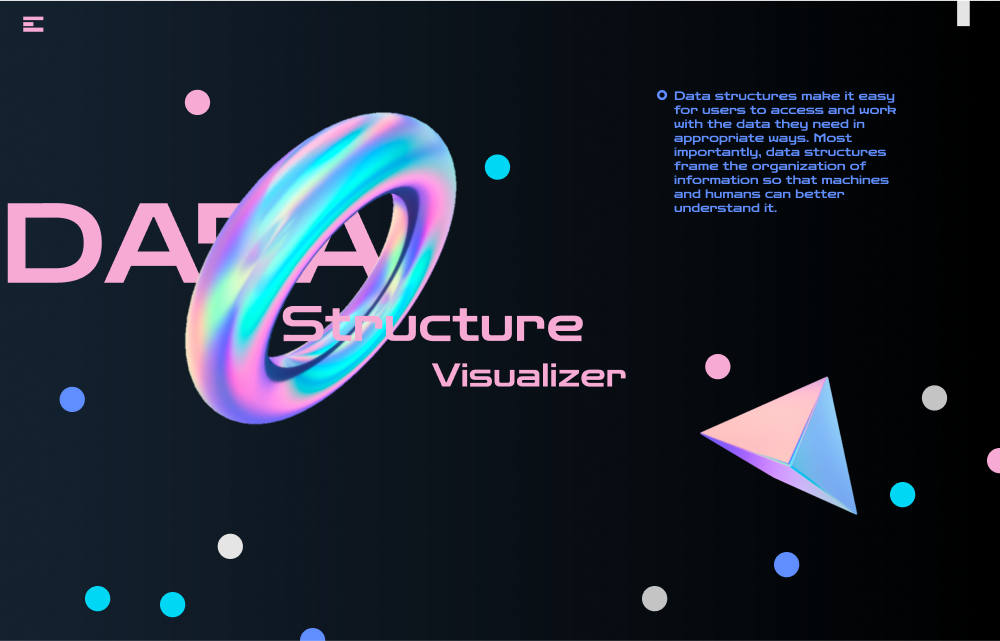 DATA
Structure
Visualizer
Data structures make it easy
for users to access and work
with the data they need in
appropriate ways. Most
importantly, data structures
frame the organization of
information so that machines
and humans can better
understand it.